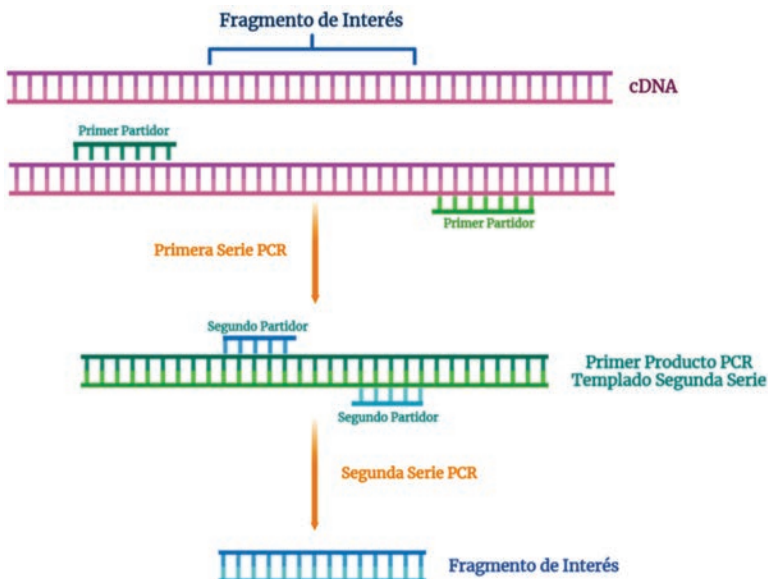 Fragmento de Interés
cDNA
Primer Partidor
Primer Partidor
Primera Serie PCR
Segundo Partidor
Primer Producto PCR
Templado Segunda Serie
Segundo Partidor
Segunda Serie PCR
Fragmento de Interés